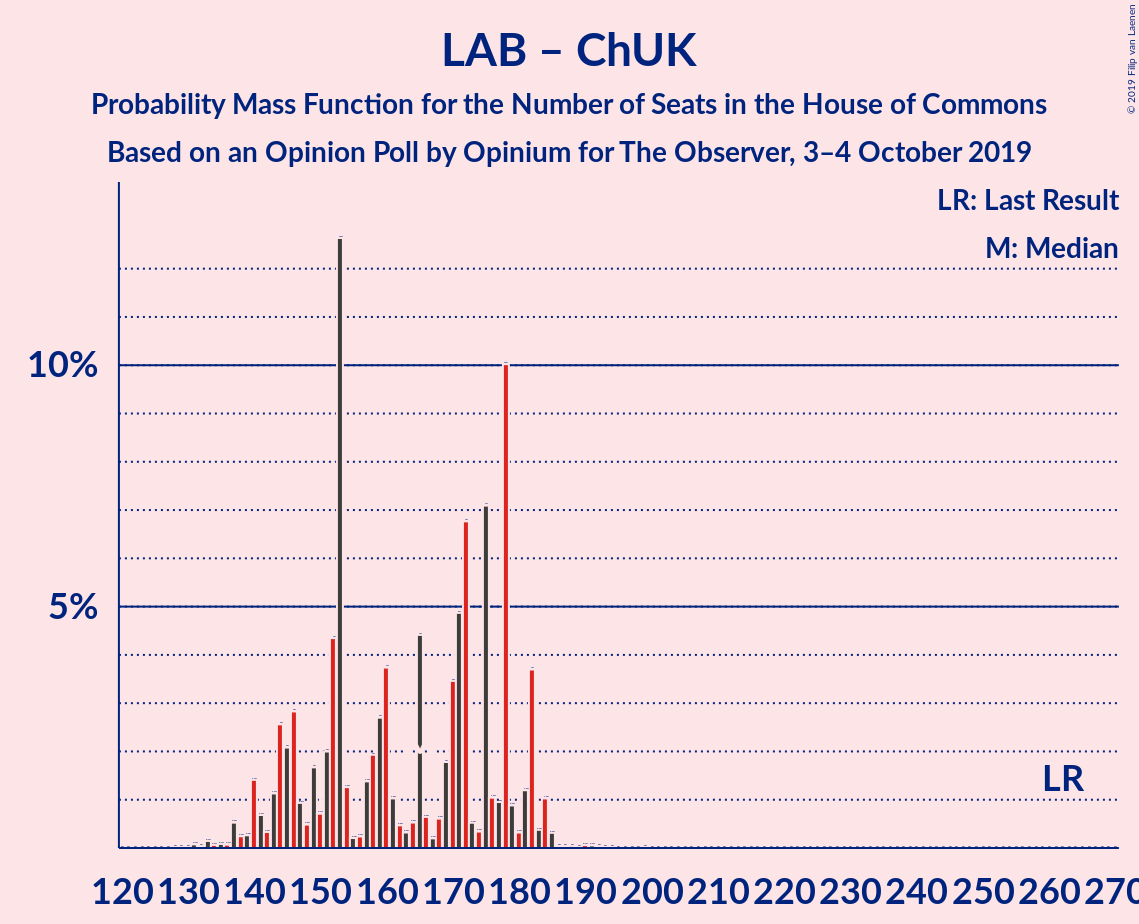 LAB – ChUK
Probability Mass Function for the Number of Seats in the House of Commons
Based on an Opinion Poll by Opinium for The Observer, 3–4 October 2019
© 2019 Filip van Laenen
LR: Last Result
M: Median
10%
5%
LR
120 130 140 150 160 170 180 190 200 210 220 230 240 250 260 270